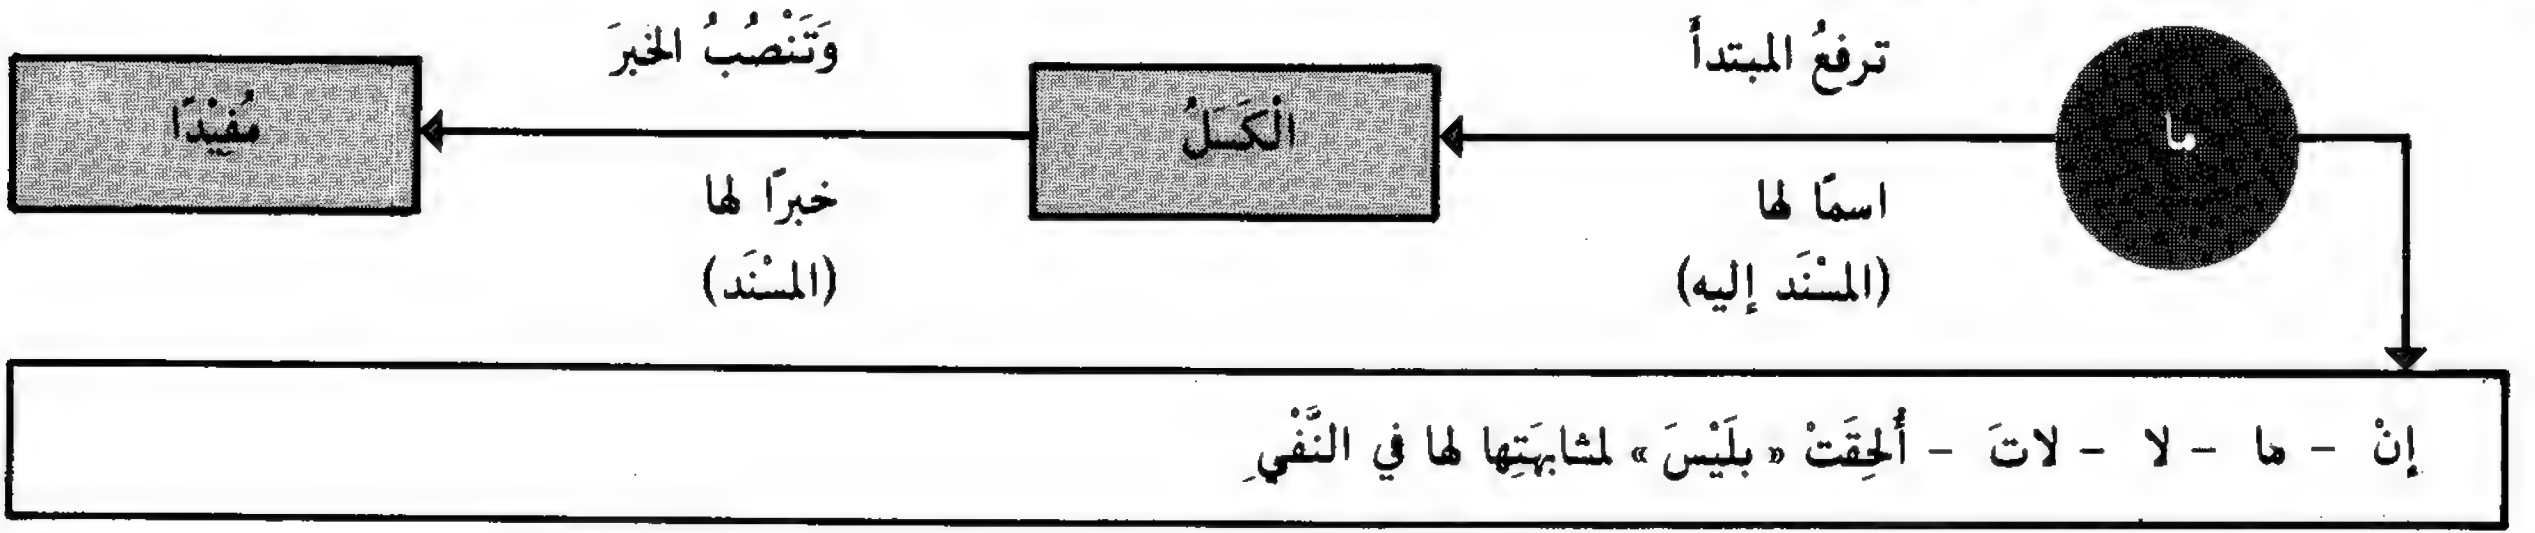 ما
ترفعُ المبتدأَ
اسمًا لها
(المسْنَد إليه)
الْكَسَلُ
وَتَنْصُبُ الخبرَ
خبرًا لها
(المسْنَد)
مُفِيْدًا
إنْ - ما - لا - لاتَ - أُلحِقَتْ «بلَيْسَ» لمشابهَتِها لها في النَّفْيِ